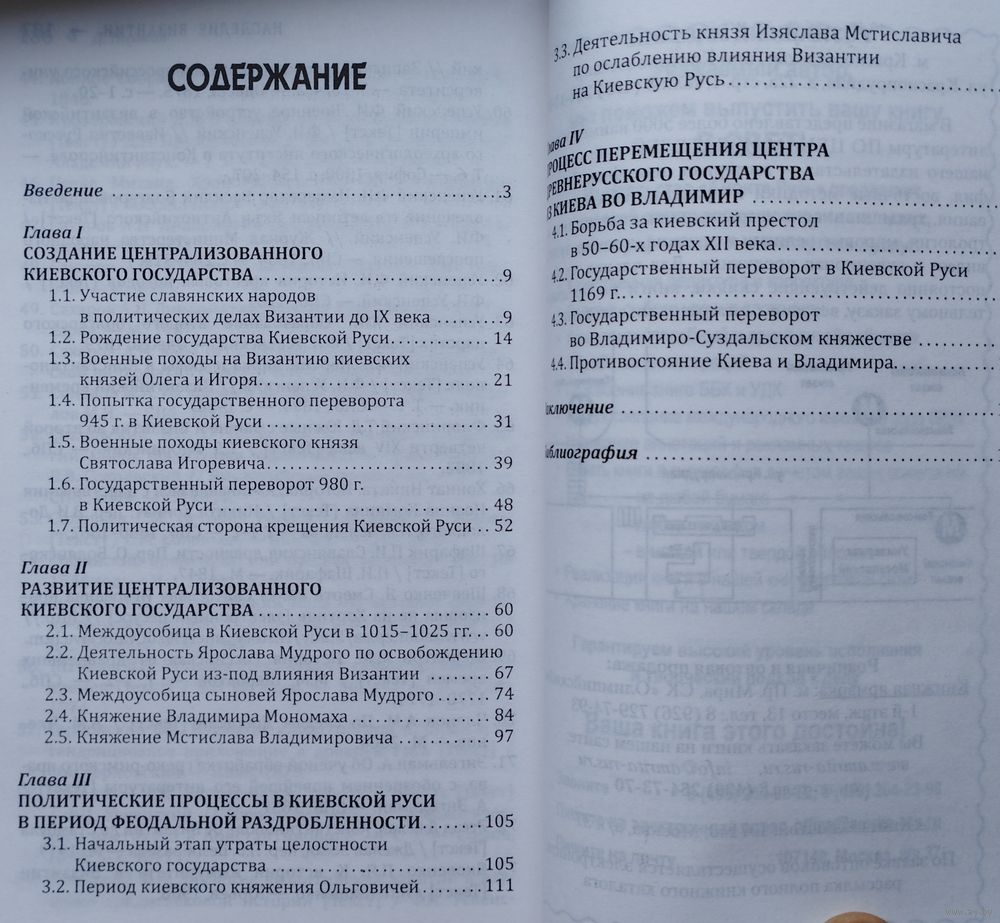 СОДЕРЖАНИЕ
Введение 3
Глава I
СОЗДАНИЕ ЦЕНТРАЛИЗОВАННОГО
КИЕВСКОГО ГОСУДАРСТВА 9
1.1. Участие славянских народов
в политических делах Византии до IX века 9
1.2. Рождение государства Киевской Руси 14
1.3. Военные походы на Византию киевских
князей Олега и Игоря 21
1.4. Попытка государственного переворота
945 г. в Киевской Руси 31
1.5. Военные походы киевского князя
Святослава Игоревича 39
1.6. Государственный переворот 980 г.
в Киевской Руси 48
1.7. Политическая сторона крещения Киевской Руси 52
Глава II
РАЗВИТИЕ ЦЕНТРАЛИЗОВАННОГО
КИЕВСКОГО ГОСУДАРСТВА 60
2.1. Междоусобица в Киевской Руси в 1015–1025 гг. 60
2.2. Деятельность Ярослава Мудрого по освобождению
Киевской Руси из-под влияния Византии 67
2.3. Междоусобица сыновей Ярослава Мудрого 74
2.4. Княжение Владимира Мономаха 84
2.5. Княжение Мстислава Владимировича 97
Глава III
ПОЛИТИЧЕСКИЕ ПРОЦЕССЫ В КИЕВСКОЙ РУСИ
В ПЕРИОД ФЕОДАЛЬНОЙ РАЗДРОБЛЕННОСТИ 105
3.1. Начальный этап утраты целостности
Киевского государства 105
3.2. Период киевского княжения Ольговичей 111
3.3. Деятельность князя Изяслава Мстиславича
по ослаблению влияния Византии
на Киевскую Русь
лава IV
РОЦЕСС ПЕРЕМЕЩЕНИЯ ЦЕНТРА
РЕВНЕРУССКОГО ГОСУДАРСТВА
ИЗ КИЕВА ВО ВЛАДИМИР
4.1. Борьба за киевский престол
в 50–60-х годах XII века
4.2. Государственный переворот в Киевской Руси
1169 г.
4.3. Государственный переворот
во Владимиро-Суздальском княжестве
4.4. Противостояние Киева и Владимира
ключение
иблиография